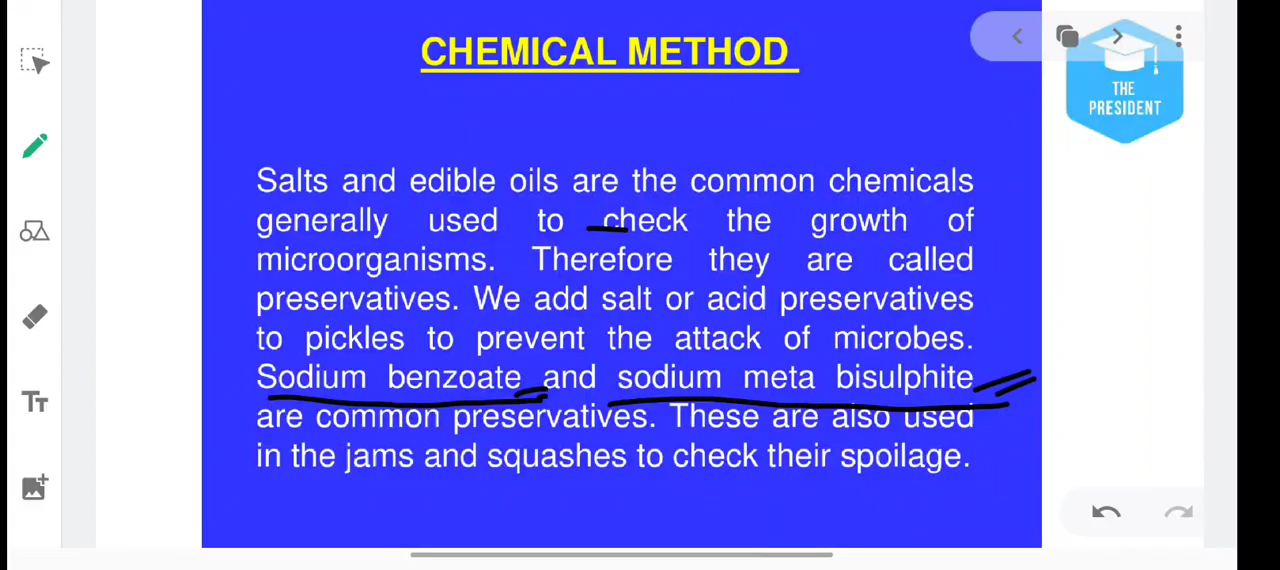 CHEMICAL METHOD
THE
PRESIDENT
Salts and edible oils are the common chemicals
generally used to check the growth of
microorganisms. Therefore they are called
preservatives. We add salt or acid preservatives
to pickles to prevent the attack of microbes.
Sodium benzoate and sodium meta bisulphite
are common preservatives. These are also used
in the jams and squashes to check their spoilage.
TT